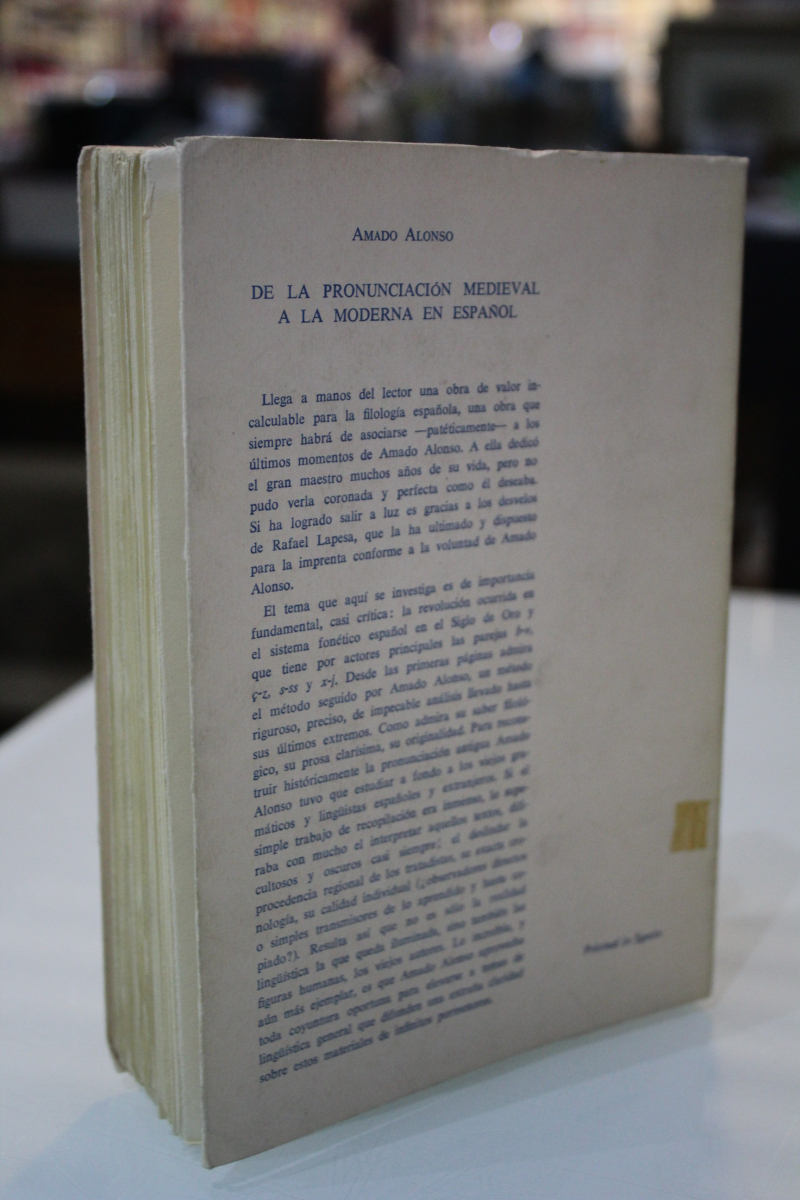 AMADO ALONSO
DE LA PRONUNCIACIÓN MEDIEVAL
A LA MODERNA EN ESPAÑOL
Llega a manos del lector una obra de valor in-
calculable para la filología española, una obra que
siempre habrá de asociarse —patéticamente— a los
últimos momentos de Amado Alonso. A ella dedicó
el gran maestro muchos años de su vida, pero no
pudo verla coronada y perfecta como él deseaba.
Si ha logrado salir a luz es gracias a los desvelos
de Rafael Lapesa, que la ha ultimado y dispuesto
para la imprenta conforme a la voluntad de Amado
Alonso.
El tema que aquí se investiga es de importancia
fundamental, casi crítica: la revolución ocurrida en
el sistema fonético español en el Siglo de Oro y
que tiene por actores principales las parejas b-v,
ç-z, s-ss y x-j. Desde las primeras páginas admira
el método seguido por Amado Alonso, un método
riguroso, preciso, de impecable análisis llevado hasta
sus últimos extremos. Como admira su saber filoló-
gico, su prosa clarísima, su originalidad. Para recons-
truir históricamente la pronunciación antigua Amado
Alonso tuvo que estudiar a fondo a los viejos gra-
máticos y lingüistas españoles y extranjeros. Si el
simple trabajo de recopilación era inmenso, lo supe-
raba con mucho el interpretar aquellos textos, difi-
cultosos y oscuros casi siempre; el deslindar la
procedencia regional de los tratadistas, su exacta cro-
nología, su calidad individual (¿observadores directos
o simples transmisores de lo aprendido y hasta co-
piado?). Resulta así que no es sólo la realidad
lingüística la que queda iluminada, sino también las
figuras humanas, los viejos autores. Lo insólito, y
aún más ejemplar, es que Amado Alonso aprovecha
toda coyuntura oportuna para elevarse a temas de
lingüística general que difunden una extraña claridad
sobre estos materiales de infinitos pormenores.
Printed in Spain